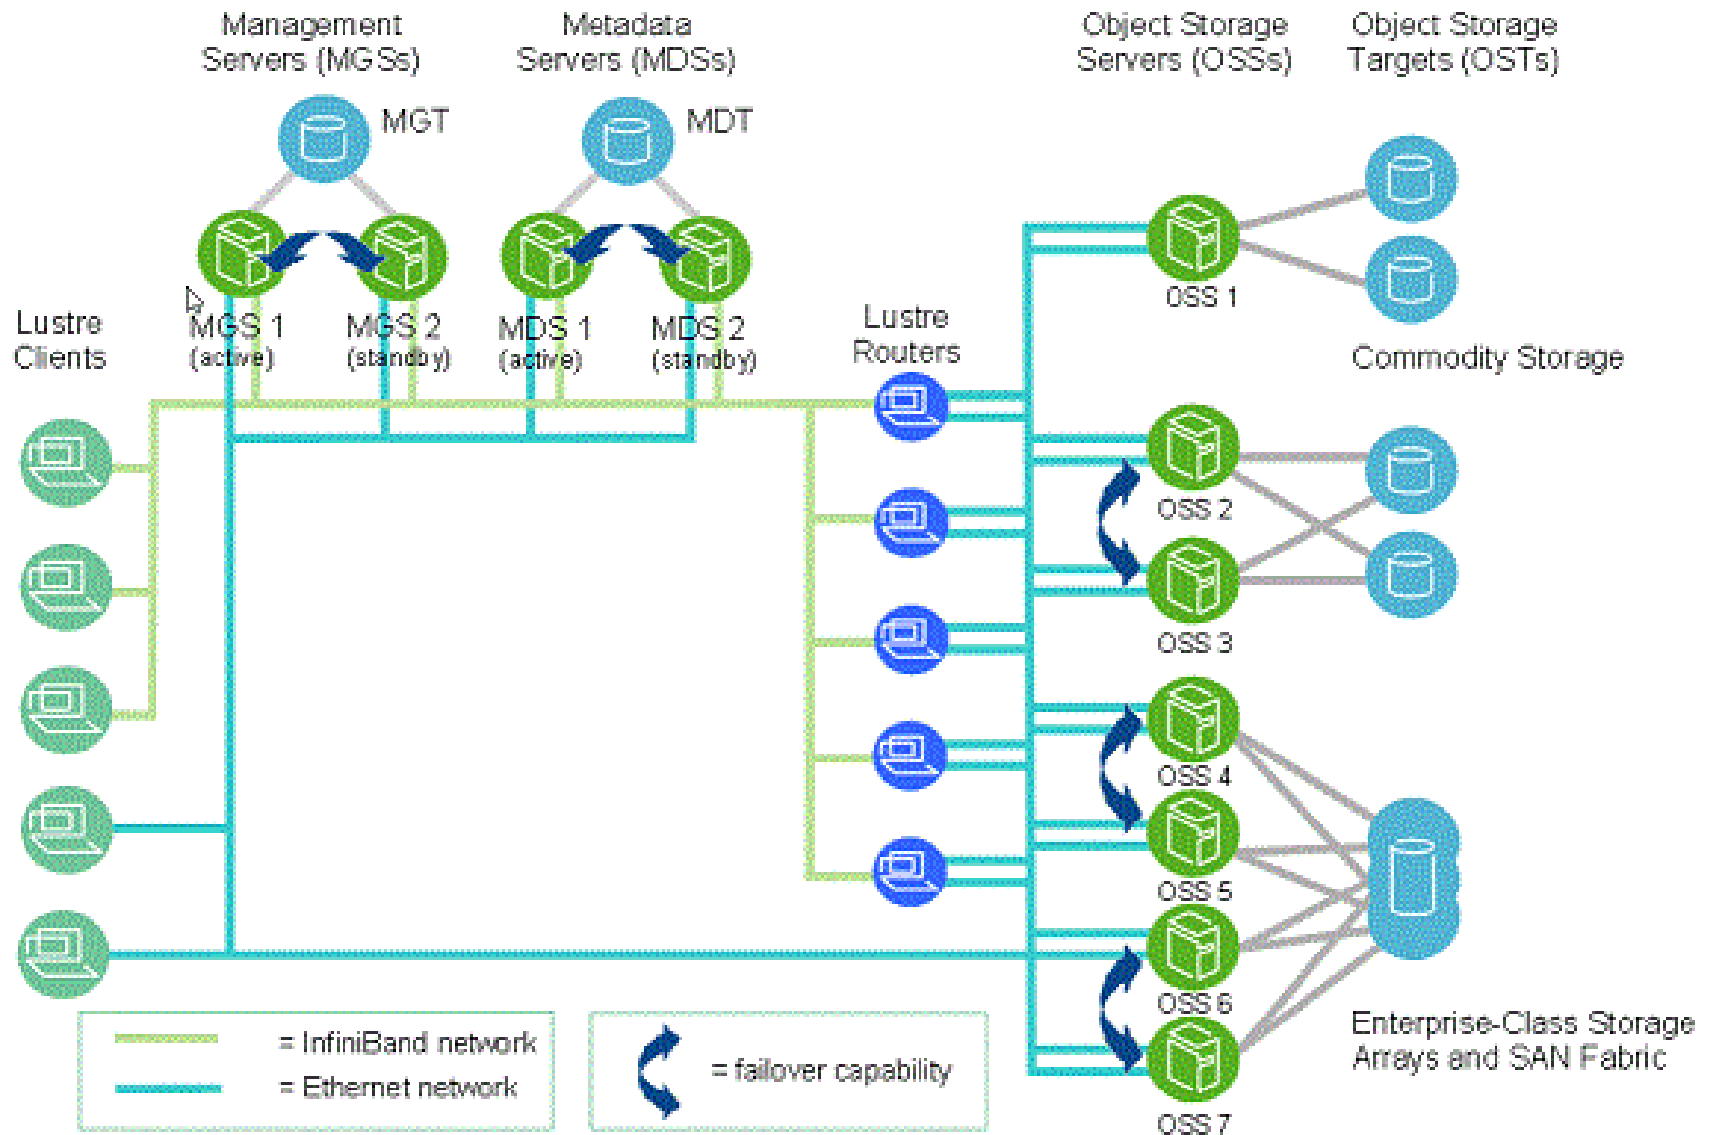 Management
Servers (MGSs)
Metadata
Servers (MDSs)
Object Storage
Servers (OSSs)
Object Storage
Targets (OSTs)
MGT
MDT
MGS 1
(active)
MGS 2
(standby)
MDS 1
(active)
MDS 2
(standby)
Lustre
Clients
Lustre
Routers
OSS 1
Commodity Storage
OSS 2
OSS 3
OSS 4
OSS 5
OSS 6
OSS 7
Enterprise-Class Storage
Arrays and SAN Fabric
= InfiniBand network
= Ethernet network
= failover capability